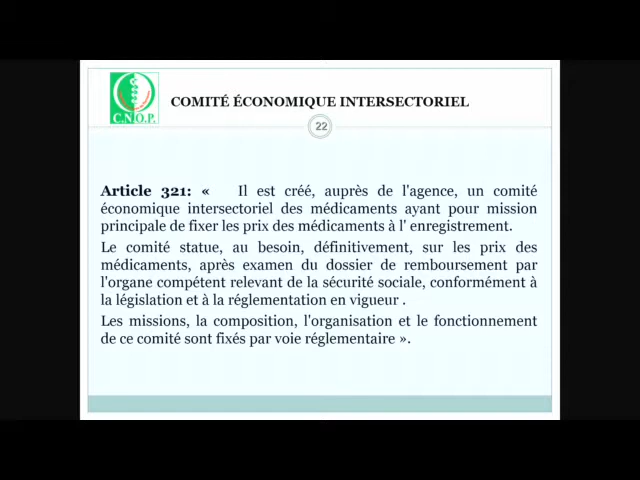 C.N.O.P.
COMITÉ ÉCONOMIQUE INTERSECTORIEL
22
Article 321: « Il est créé, auprès de l'agence, un comité
économique intersectoriel des médicaments ayant pour mission
principale de fixer les prix des médicaments à l' enregistrement.
Le comité statue, au besoin, définitivement, sur les prix des
médicaments, après examen du dossier de remboursement par
l'organe compétent relevant de la sécurité sociale, conformément à
la législation et à la réglementation en vigueur .
Les missions, la composition, l'organisation et le fonctionnement
de ce comité sont fixés par voie réglementaire ».